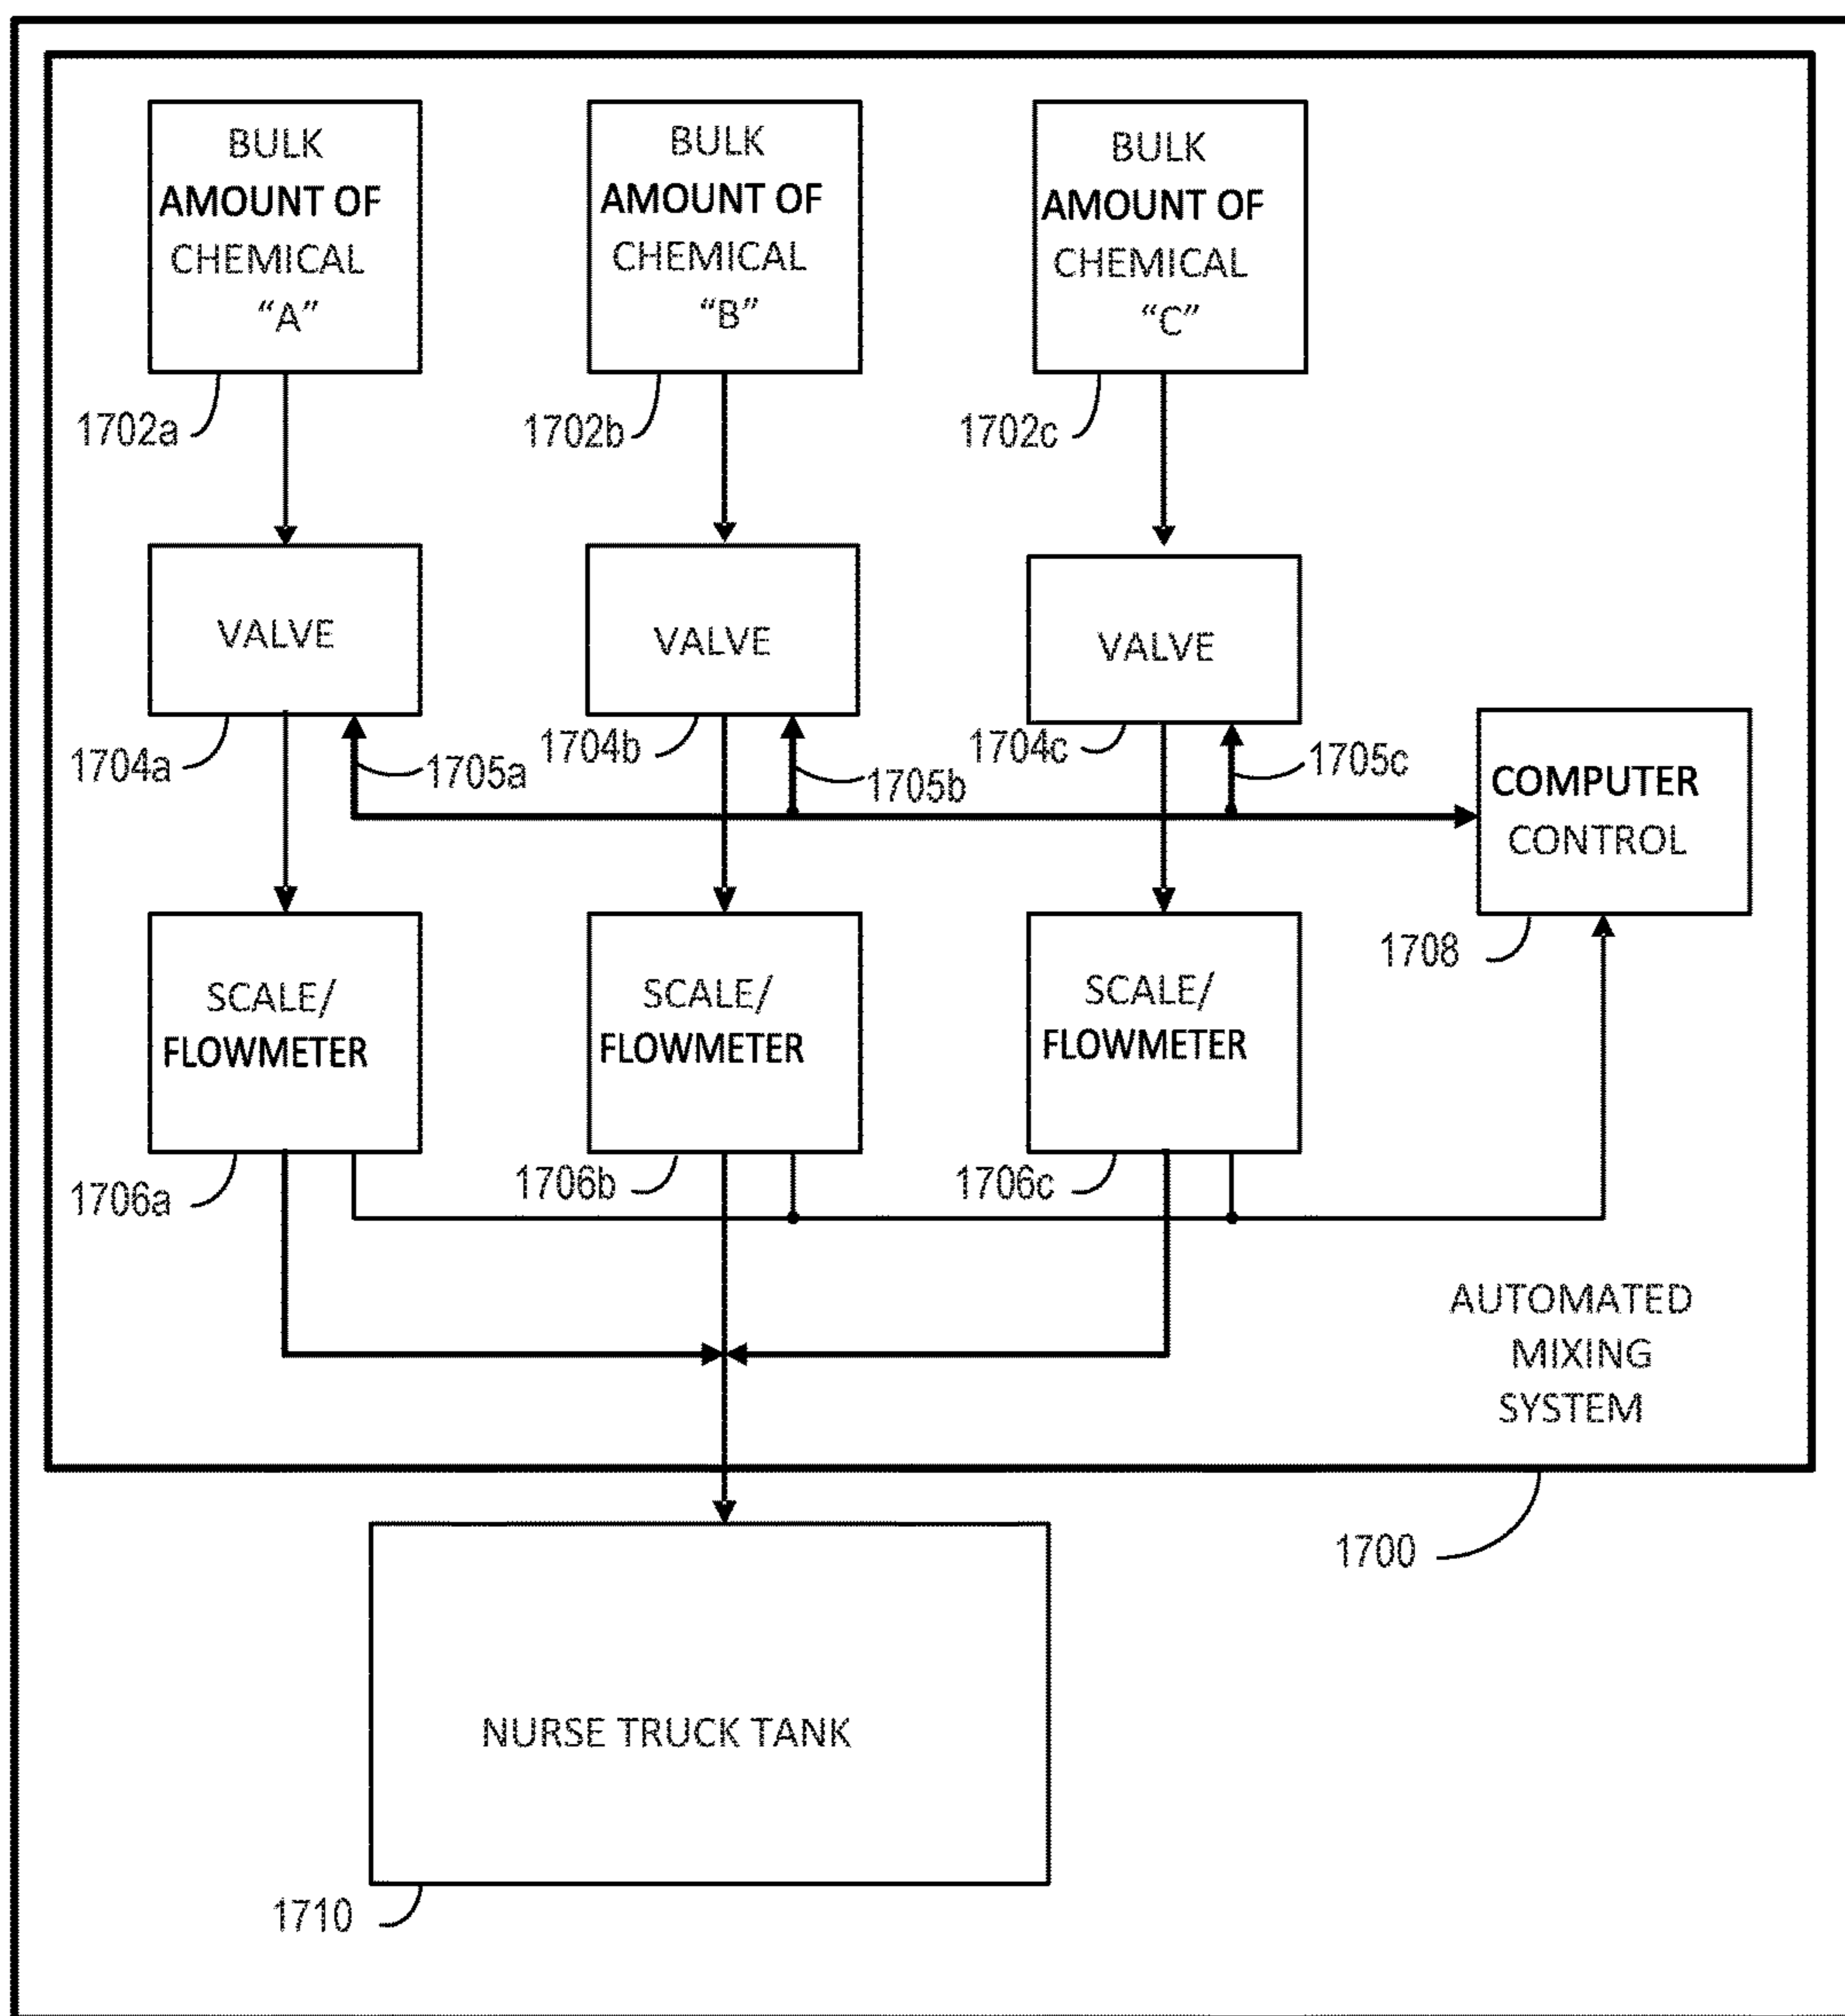 BULK
AMOUNT OF
CHEMICAL
“A”
BULK
AMOUNT OF
CHEMICAL
“B”
BULK
AMOUNT OF
CHEMICAL
“C”
1702a
1702b
1702c
VALVE
VALVE
VALVE
1704a
1705a
1704b
1705b
1704c
1705c
COMPUTER
CONTROL
1708
SCALE/
FLOWMETER
SCALE/
FLOWMETER
SCALE/
FLOWMETER
1706a
1706b
1706c
AUTOMATED
MIXING
SYSTEM
1700
NURSE TRUCK TANK
1710